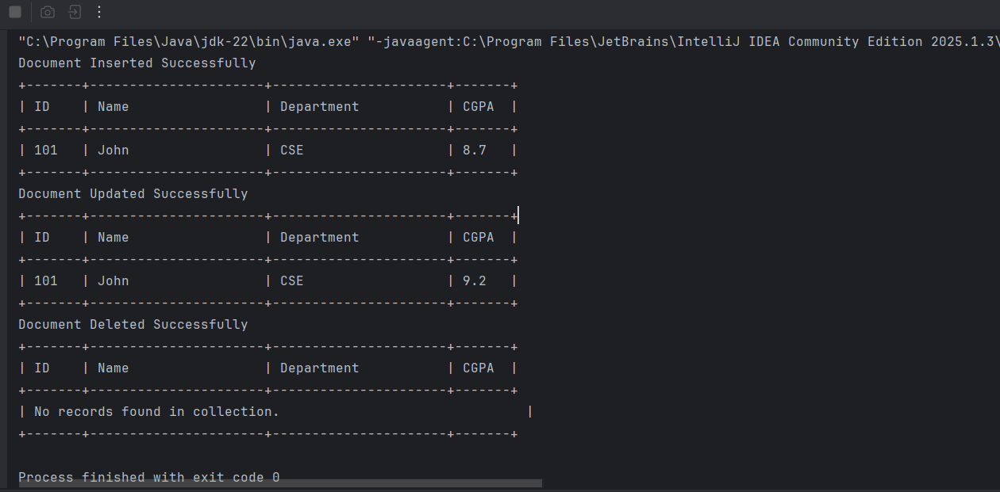 "C:\Program Files\Java\jdk-22\bin\java.exe" "-javaagent:C:\Program Files\JetBrains\IntelliJ IDEA Community Edition 2025.1.3\
Document Inserted Successfully
+-------+----------------------+----------------------+-------+
| ID    | Name                 | Department           | CGPA  |
+-------+----------------------+----------------------+-------+
| 101   | John                 | CSE                  | 8.7   |
+-------+----------------------+----------------------+-------+
Document Updated Successfully
+-------+----------------------+----------------------+-------+
| ID    | Name                 | Department           | CGPA  |
+-------+----------------------+----------------------+-------+
| 101   | John                 | CSE                  | 9.2   |
+-------+----------------------+----------------------+-------+
Document Deleted Successfully
+-------+----------------------+----------------------+-------+
| ID    | Name                 | Department           | CGPA  |
+-------+----------------------+----------------------+-------+
| No records found in collection.                               |
+-------+----------------------+----------------------+-------+
Process finished with exit code 0